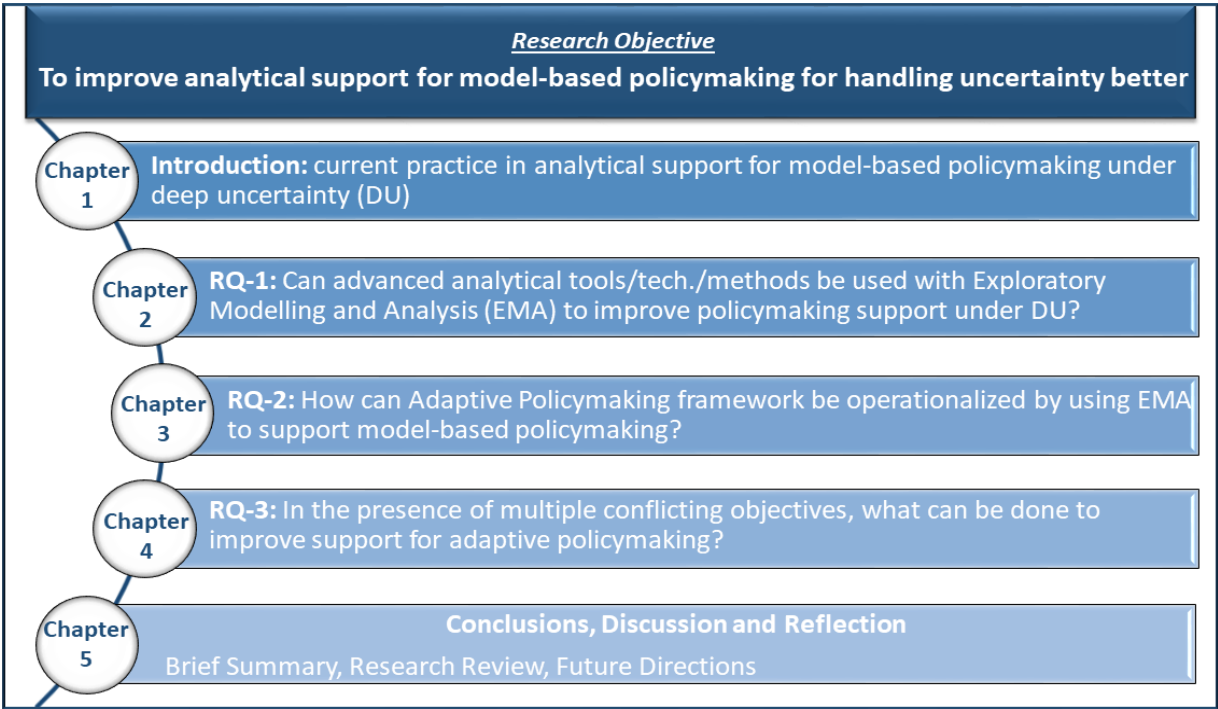 Research Objective
To improve analytical support for model-based policymaking for handling uncertainty better
Chapter
1
Introduction: current practice in analytical support for model-based policymaking under
deep uncertainty (DU)
Chapter
2
RQ-1: Can advanced analytical tools/tech./methods be used with Exploratory
Modelling and Analysis (EMA) to improve policymaking support under DU?
Chapter
3
RQ-2: How can Adaptive Policymaking framework be operationalized by using EMA
to support model-based policymaking?
Chapter
4
RQ-3: In the presence of multiple conflicting objectives, what can be done to
improve support for adaptive policymaking?
Chapter
5
Conclusions, Discussion and Reflection
Brief Summary, Research Review, Future Directions